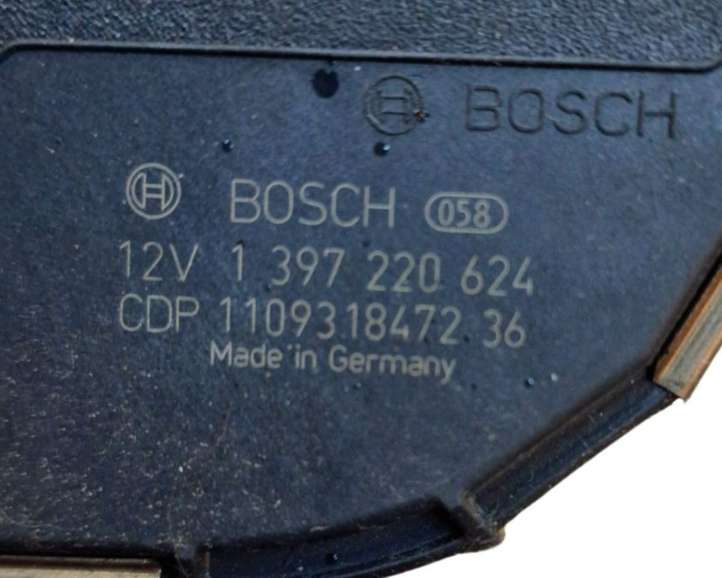 BOSCH
BOSCH 058
12V 1 397 220 624
CDP 1109318472 36
Made in Germany